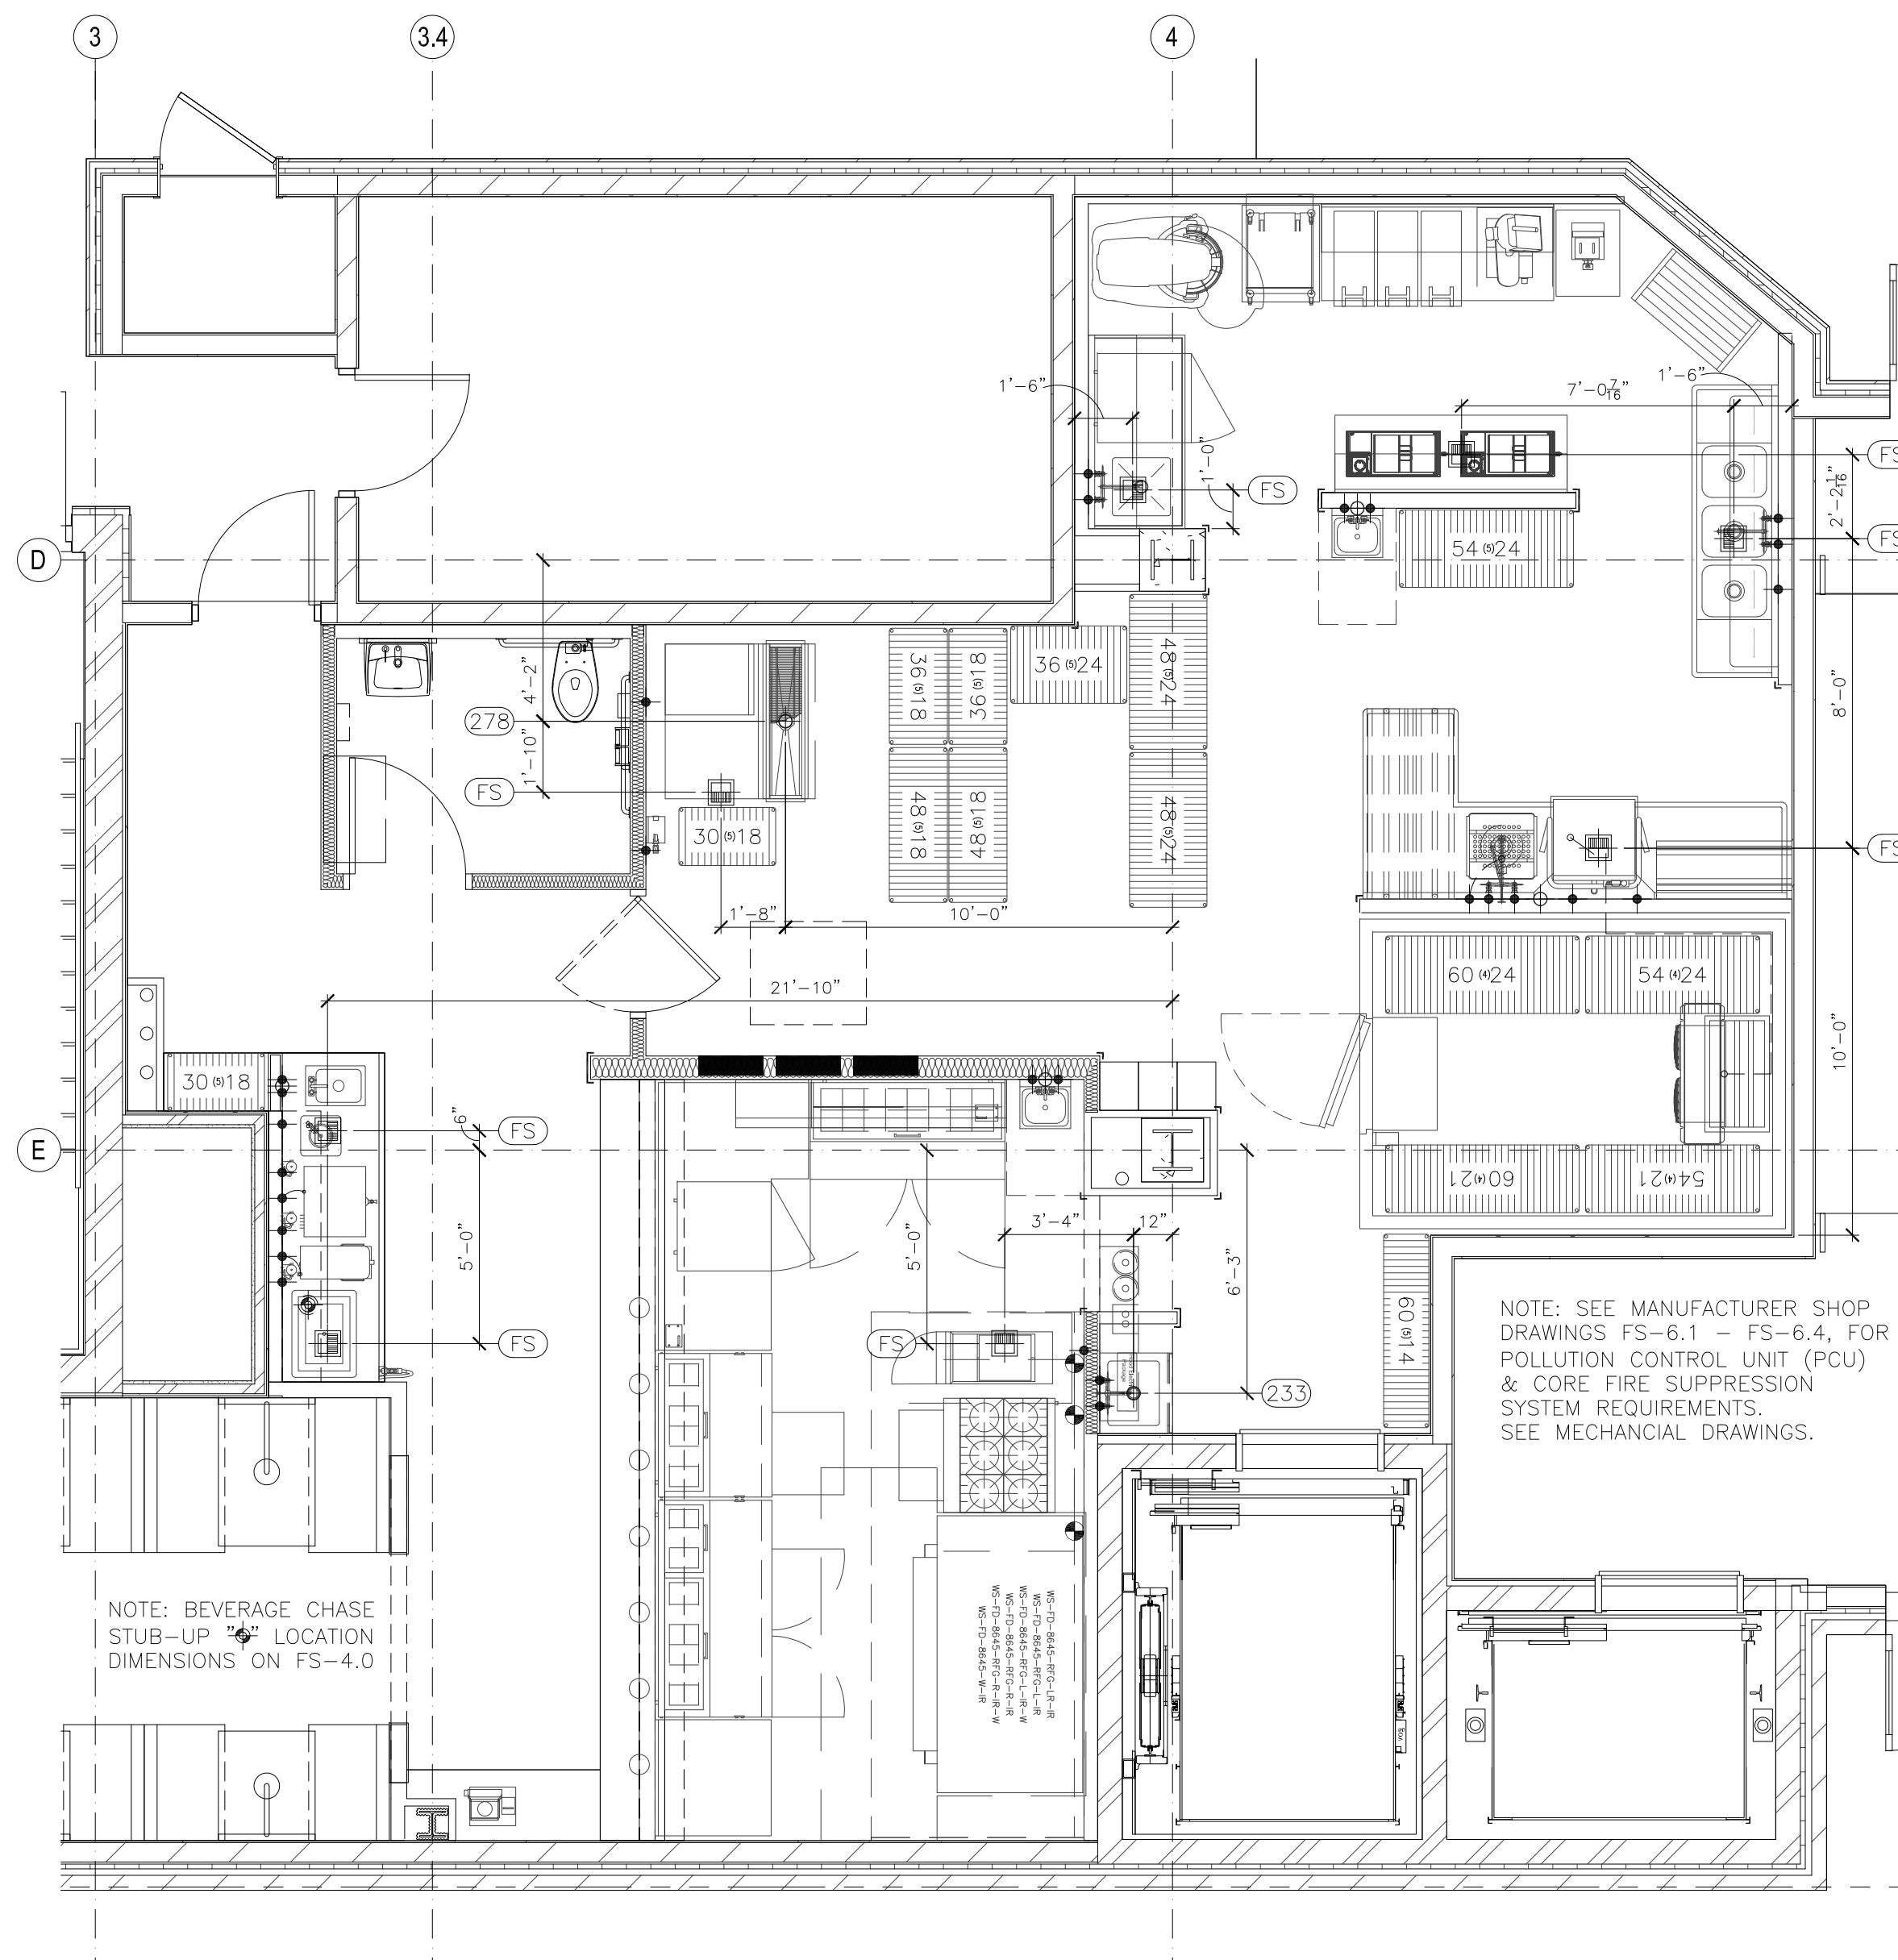 3
3.4
4
1'-6"
7'-0 7/16"
1'-6"
1'-0"
FS
2'-2 1/16"
FS
FS
54 (5) 24
D
36 (5) 18
36 (5) 18
36 (5) 24
48 (5) 24
4'-2"
278
1'-10"
FS
8'-0"
30 (5) 18
48 (5) 18
48 (5) 18
48 (5) 24
FS
1'-8"
10'-0"
21'-10"
60 (4) 24
54 (4) 24
10'-0"
30 (5) 18
6"
FS
E
60 (4) 21
54 (4) 21
5'-0"
5'-0"
3'-4"
12"
6'-3"
FS
FS
233
60 (5) 14
NOTE: SEE MANUFACTURER SHOP
DRAWINGS FS-6.1 - FS-6.4, FOR
POLLUTION CONTROL UNIT (PCU)
& CORE FIRE SUPPRESSION
SYSTEM REQUIREMENTS.
SEE MECHANCIAL DRAWINGS.
WS-FD-8645-RFG-LR-IR
WS-FD-8645-RFG-L-IR
WS-FD-8645-RFG-L-IR-W
WS-FD-8645-RFG-R-IR
WS-FD-8645-RFG-R-IR-W
WS-FD-8645-W-IR
NOTE: BEVERAGE CHASE
STUB-UP "" LOCATION
DIMENSIONS ON FS-4.0